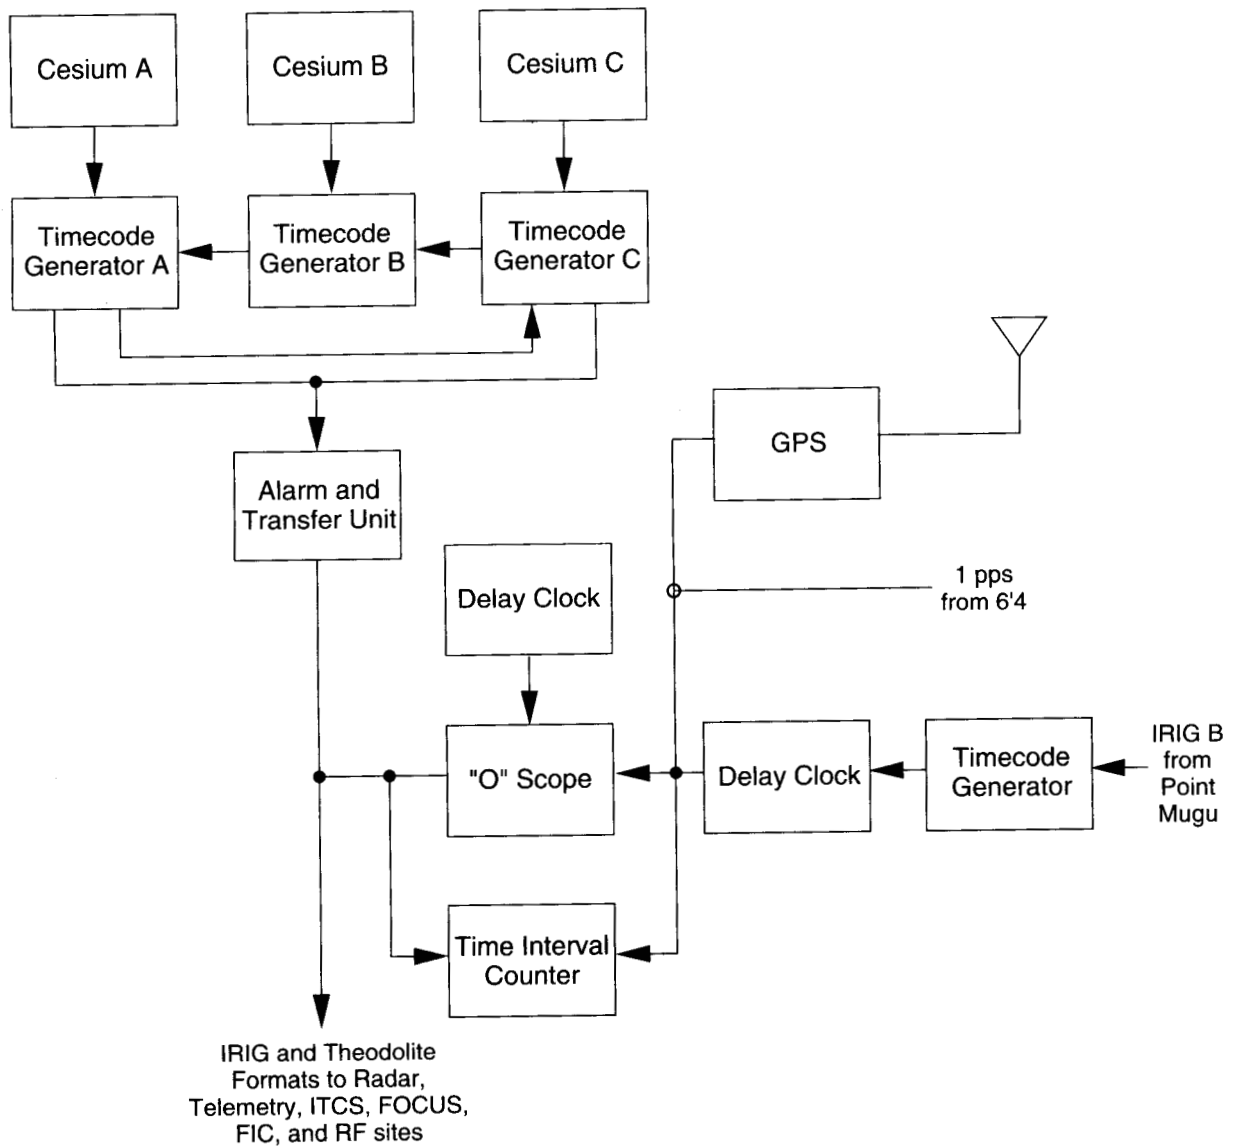 Cesium A
Cesium B
Cesium C
Timecode
Generator A
Timecode
Generator B
Timecode
Generator C
GPS
Alarm and
Transfer Unit
Delay Clock
1 pps
from 6'4
"O" Scope
Delay Clock
Timecode
Generator
IRIG B
from
Point
Mugu
Time Interval
Counter
IRIG and Theodolite
Formats to Radar,
Telemetry, ITCS, FOCUS,
FIC, and RF sites